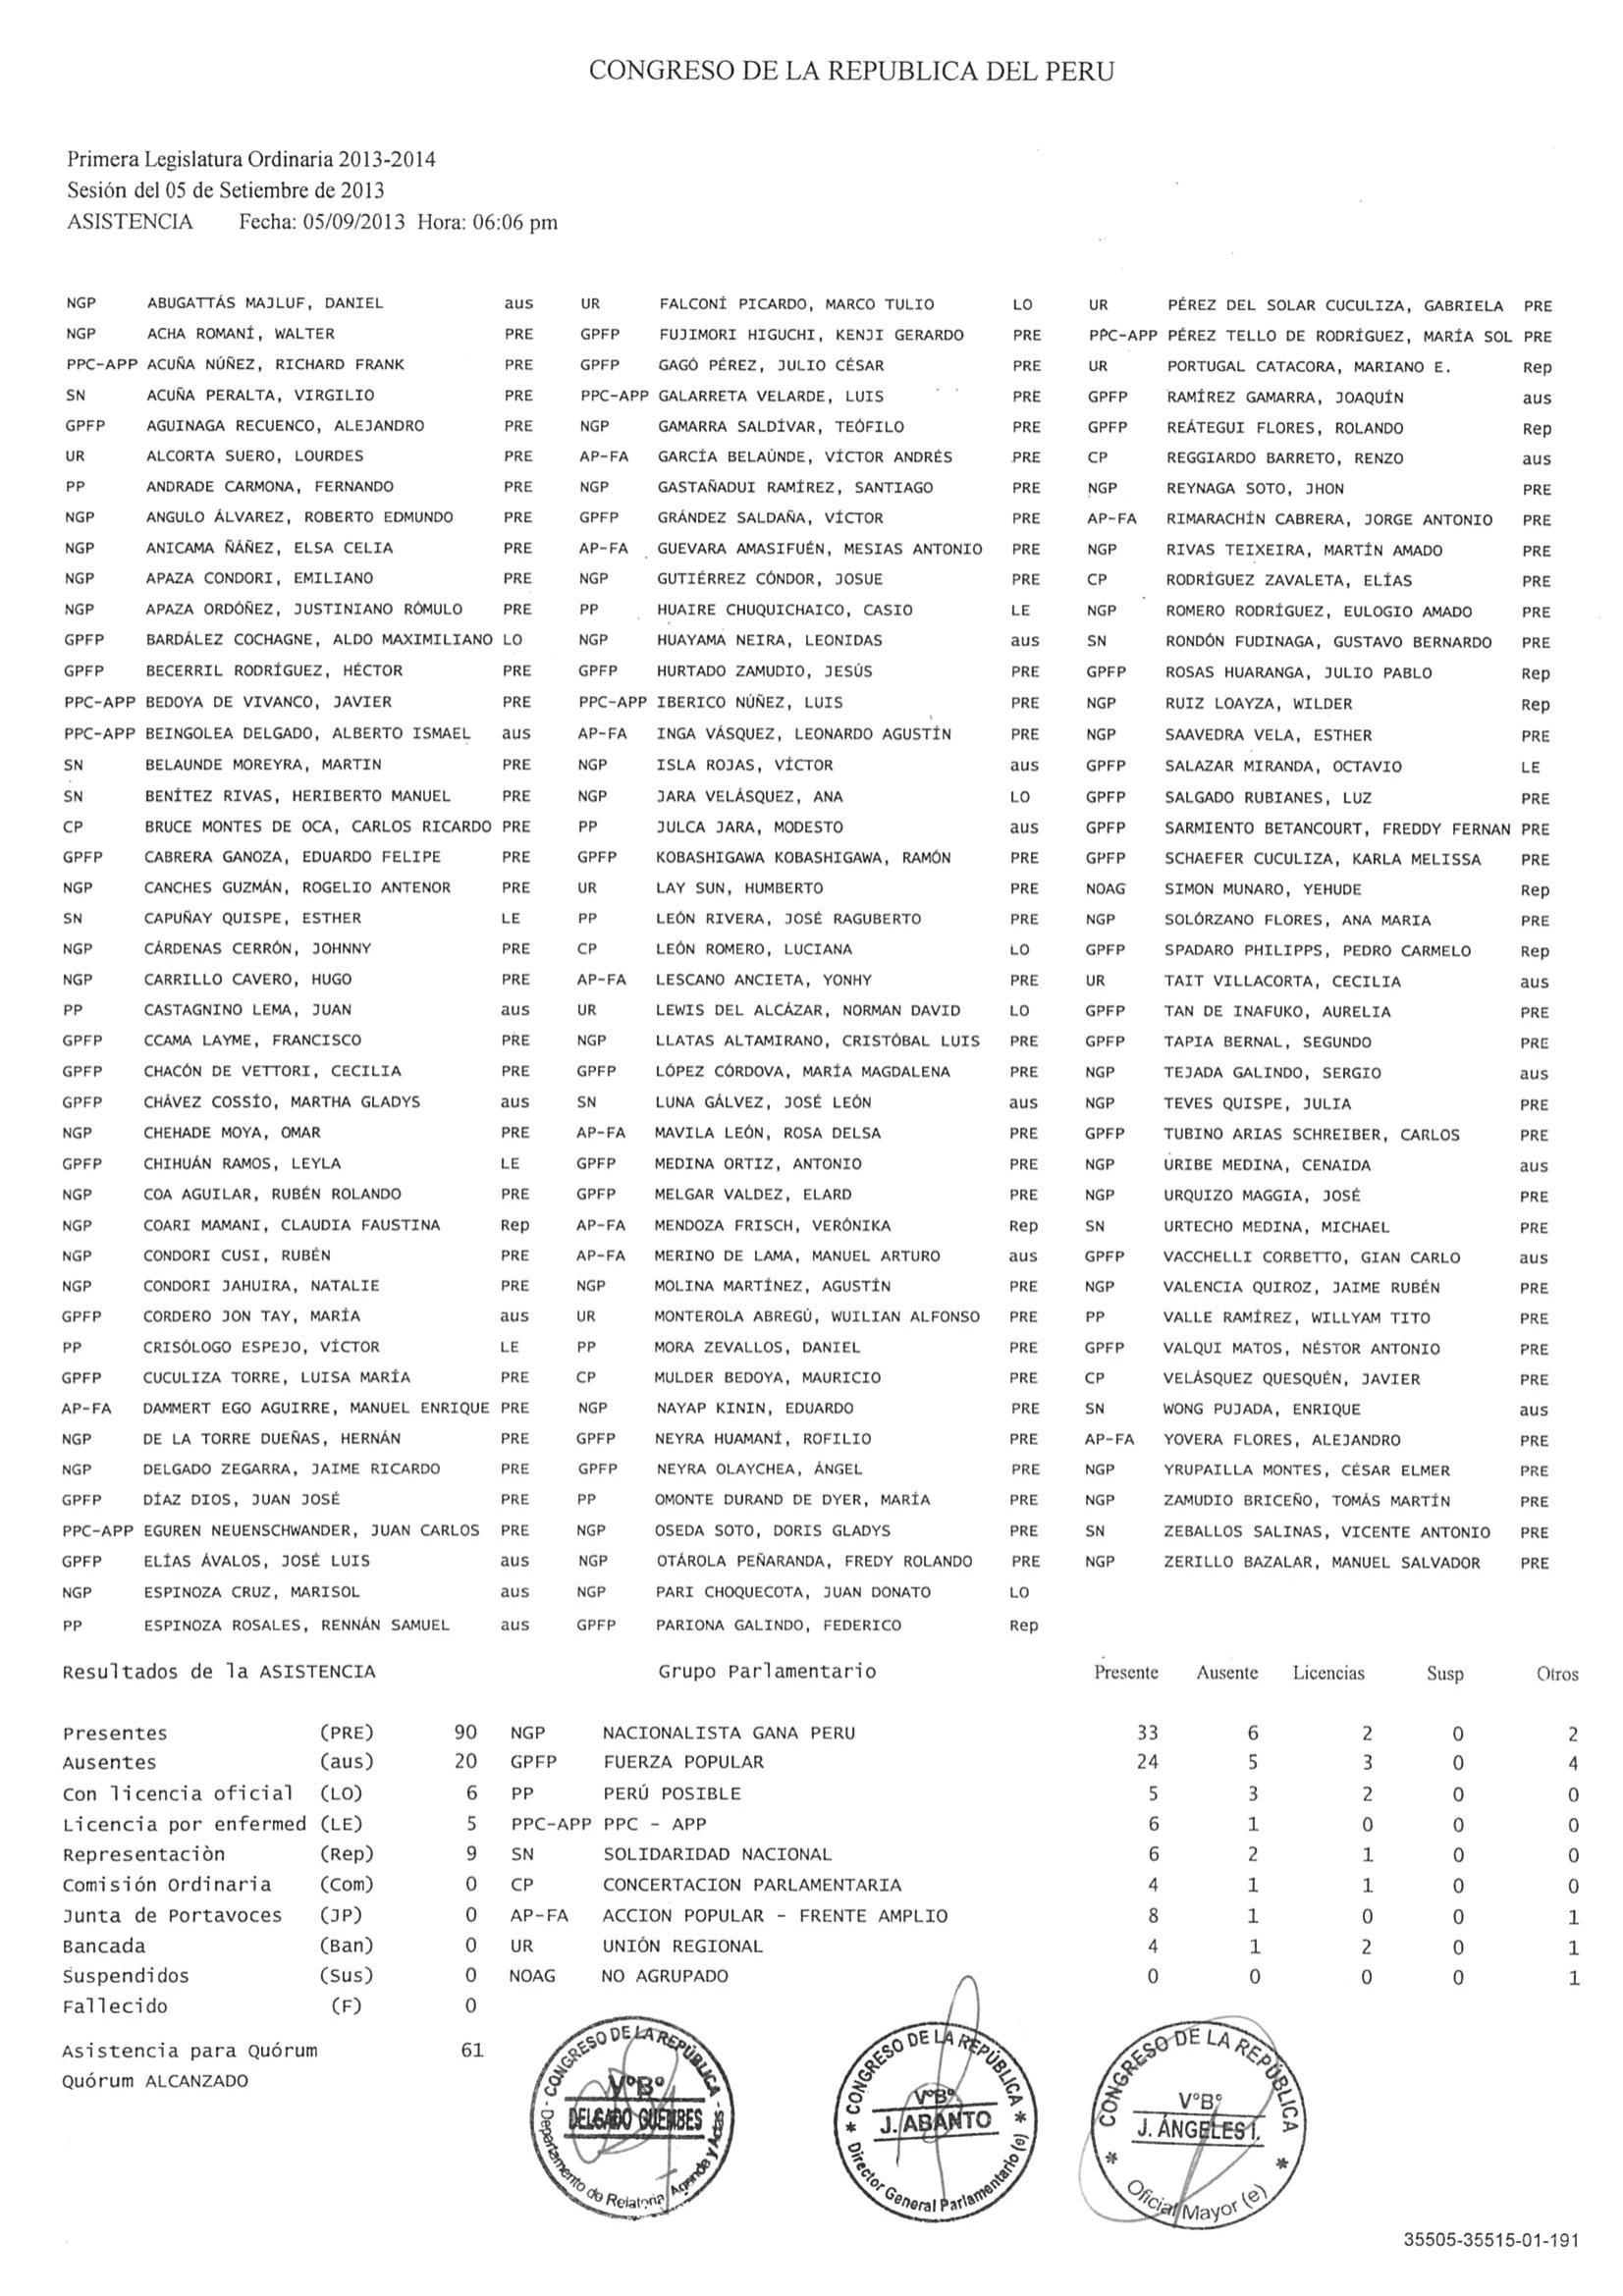 CONGRESO DE LA REPUBLICA DEL PERU
Primera Legislatura Ordinaria 2013-2014
Sesión del 05 de Setiembre de 2013
ASISTENCIA Fecha: 05/09/2013 Hora: 06:06 pm
NGP ABUGATTÁS MAJLUF, DANIEL aus UR FALCONÍ PICARDO, MARCO TULIO LO UR PÉREZ DEL SOLAR CUCULIZA, GABRIELA PRE
NGP ACHA ROMANÍ, WALTER PRE GPFP FUJIMORI HIGUCHI, KENJI GERARDO PRE PPC-APP PÉREZ TELLO DE RODRÍGUEZ, MARÍA SOL PRE
PPC-APP ACUÑA NÚÑEZ, RICHARD FRANK PRE GPFP GAGÓ PÉREZ, JULIO CÉSAR PRE UR PORTUGAL CATACORA, MARIANO E. Rep
SN ACUÑA PERALTA, VIRGILIO PRE PPC-APP GALARRETA VELARDE, LUIS PRE GPFP RAMÍREZ GAMARRA, JOAQUÍN aus
GPFP AGUINAGA RECUENCO, ALEJANDRO PRE NGP GAMARRA SALDÍVAR, TEÓFILO PRE GPFP REÁTEGUI FLORES, ROLANDO Rep
UR ALCORTA SUERO, LOURDES PRE AP-FA GARCÍA BELAÚNDE, VÍCTOR ANDRÉS PRE CP REGGIARDO BARRETO, RENZO aus
PP ANDRADE CARMONA, FERNANDO PRE NGP GASTAÑADUI RAMÍREZ, SANTIAGO PRE NGP REYNAGA SOTO, JHON PRE
NGP ANGULO ÁLVAREZ, ROBERTO EDMUNDO PRE GPFP GRÁNDEZ SALDAÑA, VÍCTOR PRE AP-FA RIMARACHÍN CABRERA, JORGE ANTONIO PRE
NGP ANICAMA ÑÁÑEZ, ELSA CELIA PRE AP-FA GUEVARA AMASIFUÉN, MESIAS ANTONIO PRE NGP RIVAS TEIXEIRA, MARTÍN AMADO PRE
NGP APAZA CONDORI, EMILIANO PRE NGP GUTIÉRREZ CÓNDOR, JOSUE PRE CP RODRÍGUEZ ZAVALETA, ELÍAS PRE
NGP APAZA ORDÓÑEZ, JUSTINIANO RÓMULO PRE PP HUAIRE CHUQUICHAICO, CASIO LE NGP ROMERO RODRÍGUEZ, EULOGIO AMADO PRE
GPFP BARDÁLEZ COCHAGNE, ALDO MAXIMILIANO LO NGP HUAYAMA NEIRA, LEONIDAS aus SN RONDÓN FUDINAGA, GUSTAVO BERNARDO PRE
GPFP BECERRIL RODRÍGUEZ, HÉCTOR PRE GPFP HURTADO ZAMUDIO, JESÚS PRE GPFP ROSAS HUARANGA, JULIO PABLO Rep
PPC-APP BEDOYA DE VIVANCO, JAVIER PRE PPC-APP IBERICO NÚÑEZ, LUIS PRE NGP RUIZ LOAYZA, WILDER Rep
PPC-APP BEINGOLEA DELGADO, ALBERTO ISMAEL aus AP-FA INGA VÁSQUEZ, LEONARDO AGUSTÍN PRE NGP SAAVEDRA VELA, ESTHER PRE
SN BELAUNDE MOREYRA, MARTIN PRE NGP ISLA ROJAS, VÍCTOR aus GPFP SALAZAR MIRANDA, OCTAVIO LE
SN BENÍTEZ RIVAS, HERIBERTO MANUEL PRE NGP JARA VELÁSQUEZ, ANA LO GPFP SALGADO RUBIANES, LUZ PRE
CP BRUCE MONTES DE OCA, CARLOS RICARDO PRE PP JULCA JARA, MODESTO aus GPFP SARMIENTO BETANCOURT, FREDDY FERNAN PRE
GPFP CABRERA GANOZA, EDUARDO FELIPE PRE GPFP KOBASHIGAWA KOBASHIGAWA, RAMÓN PRE GPFP SCHAEFER CUCULIZA, KARLA MELISSA PRE
NGP CANCHES GUZMÁN, ROGELIO ANTENOR PRE UR LAY SUN, HUMBERTO PRE NOAG SIMON MUNARO, YEHUDE Rep
SN CAPUÑAY QUISPE, ESTHER LE PP LEÓN RIVERA, JOSÉ RAGUBERTO PRE NGP SOLÓRZANO FLORES, ANA MARIA PRE
NGP CÁRDENAS CERRÓN, JOHNNY PRE CP LEÓN ROMERO, LUCIANA LO GPFP SPADARO PHILIPPS, PEDRO CARMELO Rep
NGP CARRILLO CAVERO, HUGO PRE AP-FA LESCANO ANCIETA, YONHY PRE UR TAIT VILLACORTA, CECILIA aus
PP CASTAGNINO LEMA, JUAN aus UR LEWIS DEL ALCÁZAR, NORMAN DAVID LO GPFP TAN DE INAFUKO, AURELIA PRE
GPFP CCAMA LAYME, FRANCISCO PRE NGP LLATAS ALTAMIRANO, CRISTÓBAL LUIS PRE GPFP TAPIA BERNAL, SEGUNDO PRE
GPFP CHACÓN DE VETTORI, CECILIA PRE GPFP LÓPEZ CÓRDOVA, MARÍA MAGDALENA PRE NGP TEJADA GALINDO, SERGIO aus
GPFP CHÁVEZ COSSÍO, MARTHA GLADYS aus SN LUNA GÁLVEZ, JOSÉ LEÓN aus NGP TEVES QUISPE, JULIA PRE
NGP CHEHADE MOYA, OMAR PRE AP-FA MAVILA LEÓN, ROSA DELSA PRE GPFP TUBINO ARIAS SCHREIBER, CARLOS PRE
GPFP CHIHUÁN RAMOS, LEYLA LE GPFP MEDINA ORTIZ, ANTONIO PRE NGP URIBE MEDINA, CENAIDA aus
NGP COA AGUILAR, RUBÉN ROLANDO PRE GPFP MELGAR VALDEZ, ELARD PRE NGP URQUIZO MAGGIA, JOSÉ PRE
NGP COARI MAMANI, CLAUDIA FAUSTINA Rep AP-FA MENDOZA FRISCH, VERÓNIKA Rep SN URTECHO MEDINA, MICHAEL PRE
NGP CONDORI CUSI, RUBÉN PRE AP-FA MERINO DE LAMA, MANUEL ARTURO aus GPFP VACCHELLI CORBETTO, GIAN CARLO aus
NGP CONDORI JAHUIRA, NATALIE PRE NGP MOLINA MARTÍNEZ, AGUSTÍN PRE NGP VALENCIA QUIROZ, JAIME RUBÉN PRE
GPFP CORDERO JON TAY, MARÍA aus UR MONTEROLA ABREGÚ, WUILIAN ALFONSO PRE PP VALLE RAMÍREZ, WILLYAM TITO PRE
PP CRISÓLOGO ESPEJO, VÍCTOR LE PP MORA ZEVALLOS, DANIEL PRE GPFP VALQUI MATOS, NÉSTOR ANTONIO PRE
GPFP CUCULIZA TORRE, LUISA MARÍA PRE CP MULDER BEDOYA, MAURICIO PRE CP VELÁSQUEZ QUESQUÉN, JAVIER PRE
AP-FA DAMMERT EGO AGUIRRE, MANUEL ENRIQUE PRE NGP NAYAP KININ, EDUARDO PRE SN WONG PUJADA, ENRIQUE aus
NGP DE LA TORRE DUEÑAS, HERNÁN PRE GPFP NEYRA HUAMANÍ, ROFILIO PRE AP-FA YOVERA FLORES, ALEJANDRO PRE
NGP DELGADO ZEGARRA, JAIME RICARDO PRE GPFP NEYRA OLAYCHEA, ÁNGEL PRE NGP YRUPAILLA MONTES, CÉSAR ELMER PRE
GPFP DÍAZ DIOS, JUAN JOSÉ PRE PP OMONTE DURAND DE DYER, MARÍA PRE NGP ZAMUDIO BRICEÑO, TOMÁS MARTÍN PRE
PPC-APP EGUREN NEUENSCHWANDER, JUAN CARLOS PRE NGP OSEDA SOTO, DORIS GLADYS PRE SN ZEBALLOS SALINAS, VICENTE ANTONIO PRE
GPFP ELÍAS ÁVALOS, JOSÉ LUIS aus NGP OTÁROLA PEÑARANDA, FREDY ROLANDO PRE NGP ZERILLO BAZALAR, MANUEL SALVADOR PRE
NGP ESPINOZA CRUZ, MARISOL aus NGP PARI CHOQUECOTA, JUAN DONATO LO
PP ESPINOZA ROSALES, RENNÁN SAMUEL aus GPFP PARIONA GALINDO, FEDERICO Rep
Resultados de la ASISTENCIA Grupo Parlamentario Presente Ausente Licencias Susp Otros
Presentes (PRE) 90 NGP NACIONALISTA GANA PERU 33 6 2 0 2
Ausentes (aus) 20 GPFP FUERZA POPULAR 24 5 3 0 4
Con licencia oficial (LO) 6 PP PERÚ POSIBLE 5 3 2 0 0
Licencia por enfermed (LE) 5 PPC-APP PPC - APP 6 1 0 0 0
Representaciòn (Rep) 9 SN SOLIDARIDAD NACIONAL 6 2 1 0 0
Comisión Ordinaria (Com) 0 CP CONCERTACION PARLAMENTARIA 4 1 1 0 0
Junta de Portavoces (JP) 0 AP-FA ACCION POPULAR - FRENTE AMPLIO 8 1 0 0 1
Bancada (Ban) 0 UR UNIÓN REGIONAL 4 1 2 0 1
Suspendidos (Sus) 0 NOAG NO AGRUPADO 0 0 0 0 1
Fallecido (F) 0
Asistencia para Quórum 61
Quórum ALCANZADO
CONGRESO DE LA REPÚBLICA
V°B°
DELGADO GUEMBES
Departamento de Relatoria Agenda y Actas
CONGRESO DE LA REPÚBLICA
V°B°
J. ABANTO
Director General Parlamentario (e)
CONGRESO DE LA REPÚBLICA
V°B°
J. ÁNGELES I.
Oficial Mayor (e)
35505-35515-01-191